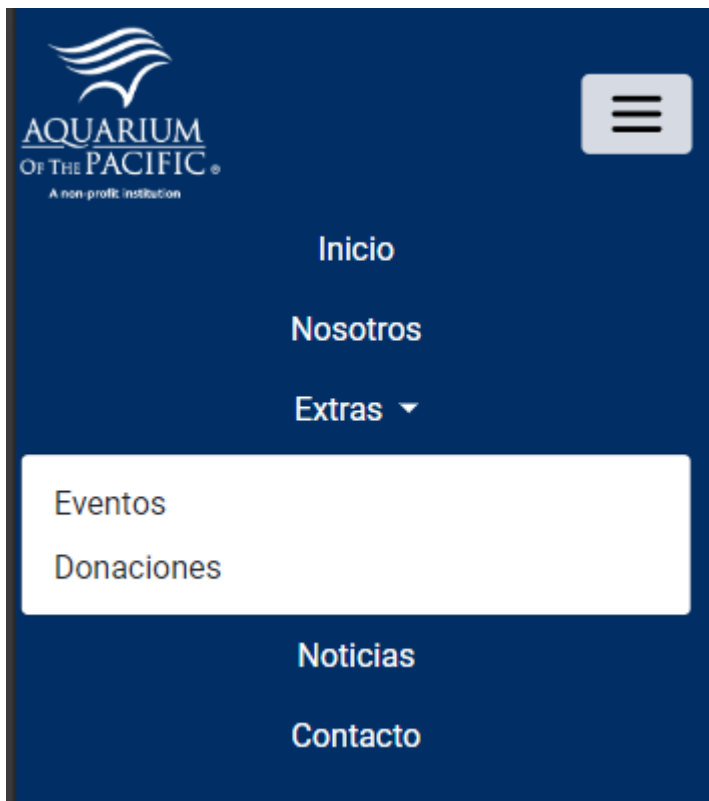 AQUARIUM
OF THE PACIFIC ®
A non-profit institution
Inicio
Nosotros
Extras
Eventos
Donaciones
Noticias
Contacto